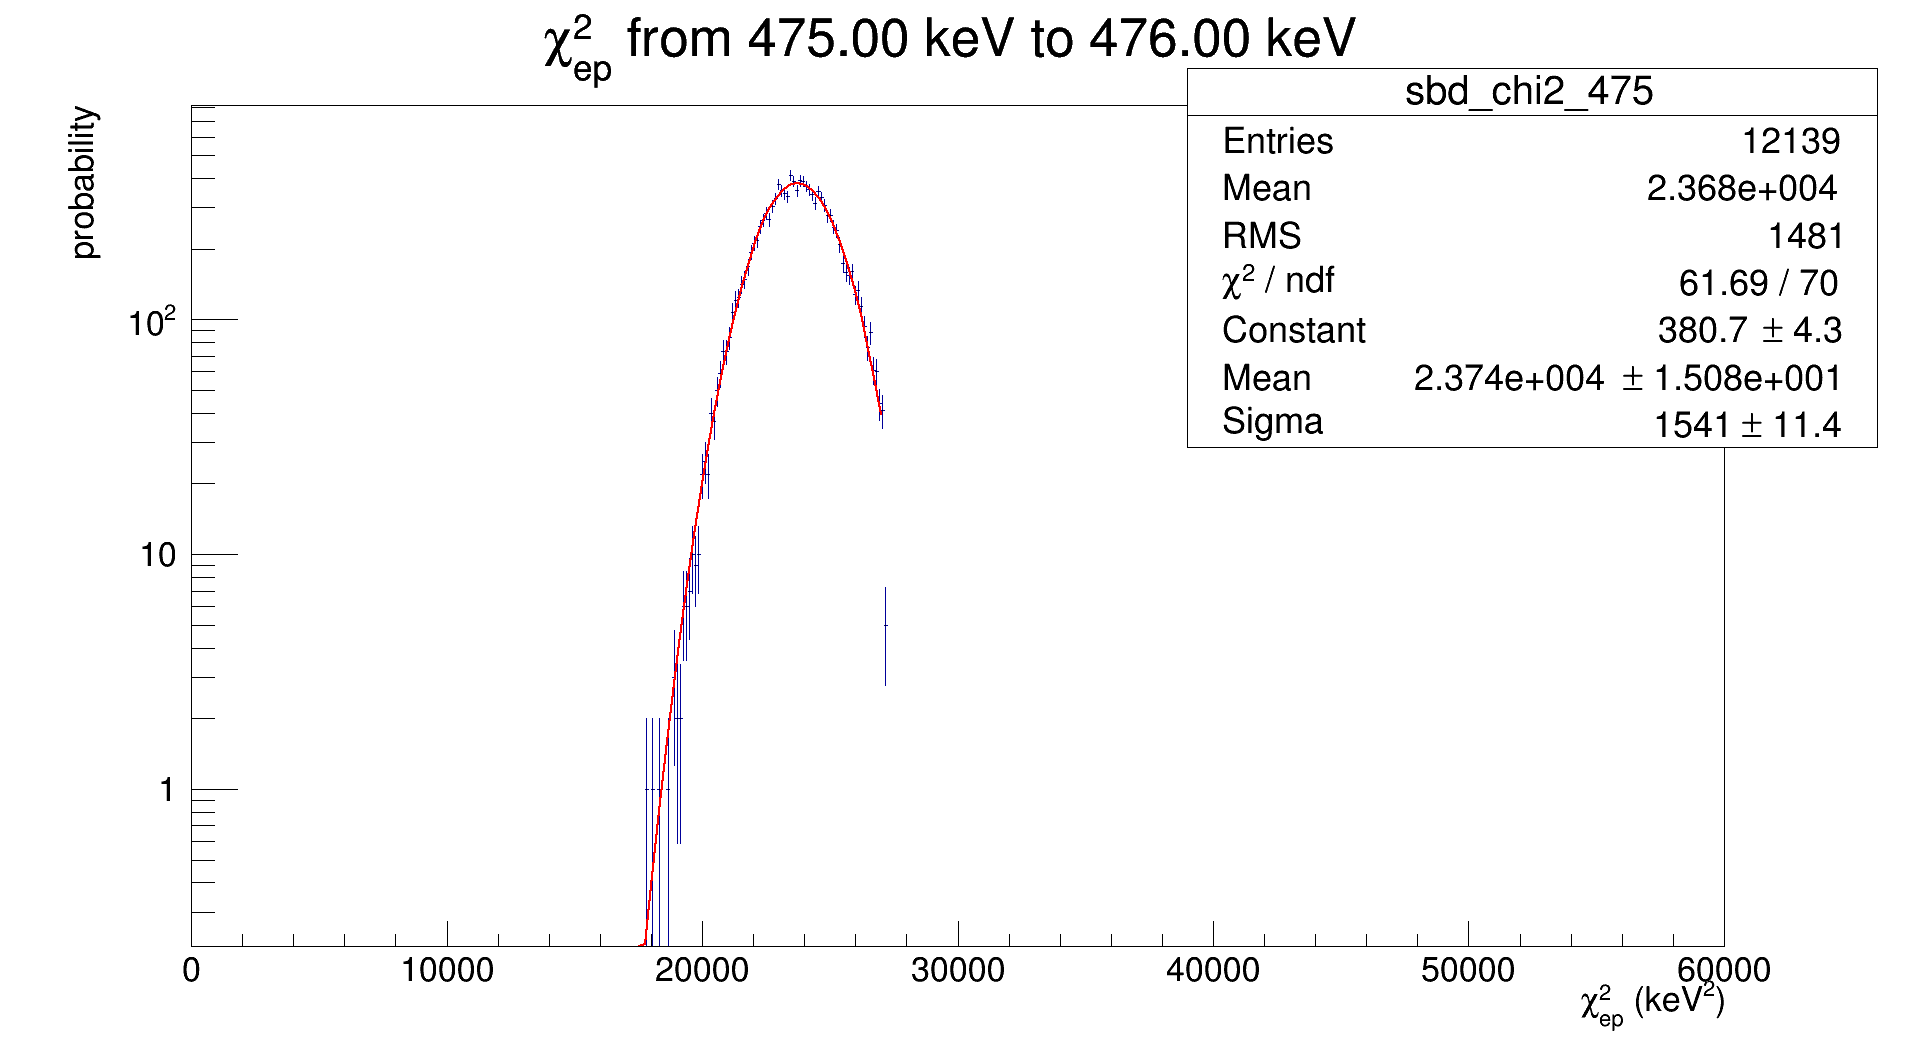 χ²ep from 475.00 keV to 476.00 keV
probability
sbd_chi2_475
Entries 12139
Mean 2.368e+004
RMS 1481
χ² / ndf 61.69 / 70
Constant 380.7 ± 4.3
Mean 2.374e+004 ± 1.508e+001
Sigma 1541 ± 11.4
10²
10
1
0 10000 20000 30000 40000 50000 60000
χ²ep (keV²)